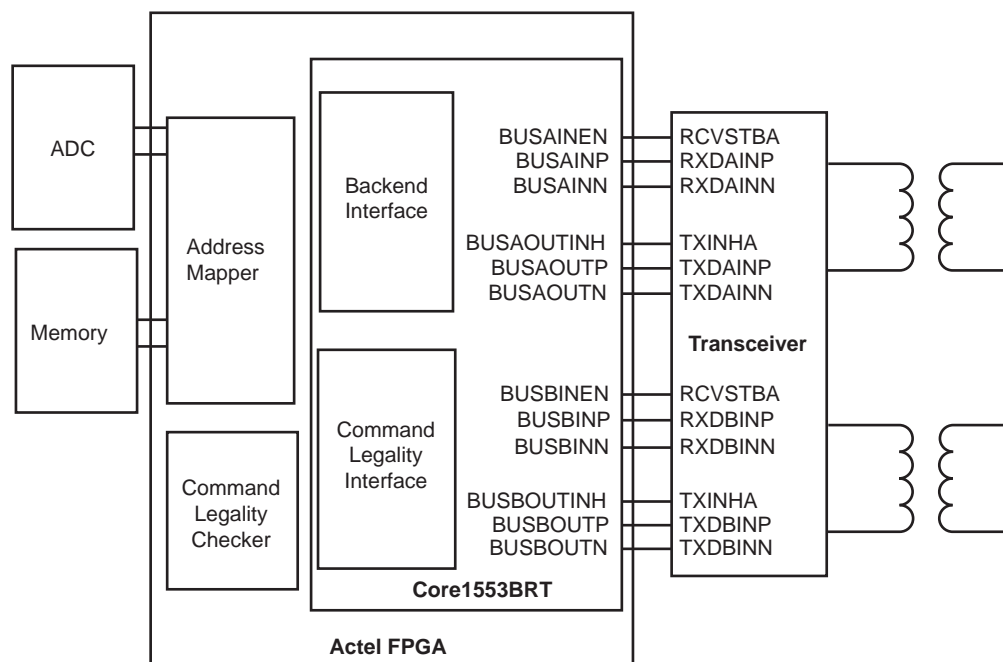 ADC
Memory
Address
Mapper
Command
Legality
Checker
Backend
Interface
Command
Legality
Interface
BUSAINEN
BUSAINP
BUSAINN
BUSAOUTINH
BUSAOUTP
BUSAOUTN
BUSBINEN
BUSBINP
BUSBINN
BUSBOUTINH
BUSBOUTP
BUSBOUTN
Core1553BRT
Actel FPGA
RCVSTBA
RXDAINP
RXDAINN
TXINHA
TXDAINP
TXDAINN
Transceiver
RCVSTBA
RXDBINP
RXDBINN
TXINHA
TXDBINP
TXDBINN